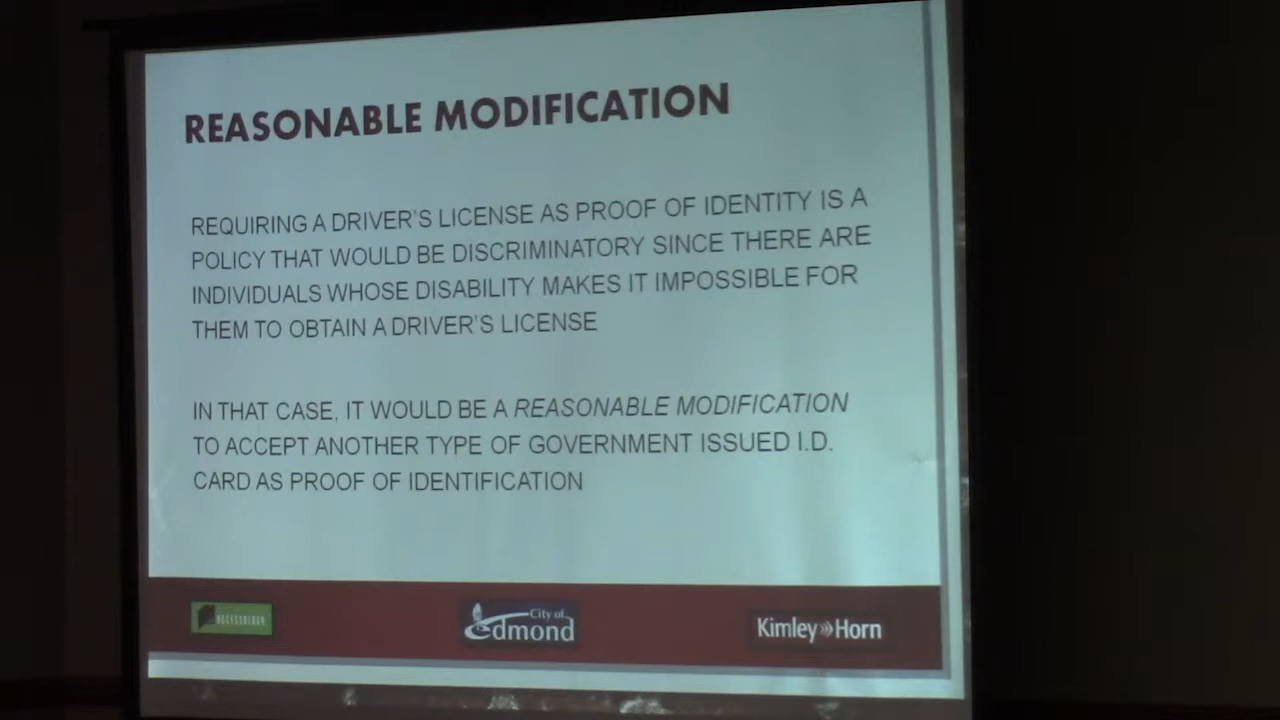 REASONABLE MODIFICATION
REQUIRING A DRIVER'S LICENSE AS PROOF OF IDENTITY IS A
POLICY THAT WOULD BE DISCRIMINATORY SINCE THERE ARE
INDIVIDUALS WHOSE DISABILITY MAKES IT IMPOSSIBLE FOR
THEM TO OBTAIN A DRIVER'S LICENSE
IN THAT CASE, IT WOULD BE A REASONABLE MODIFICATION
TO ACCEPT ANOTHER TYPE OF GOVERNMENT ISSUED I.D.
CARD AS PROOF OF IDENTIFICATION
ACCESSOLOGY
City of
Edmond
Kimley»Horn